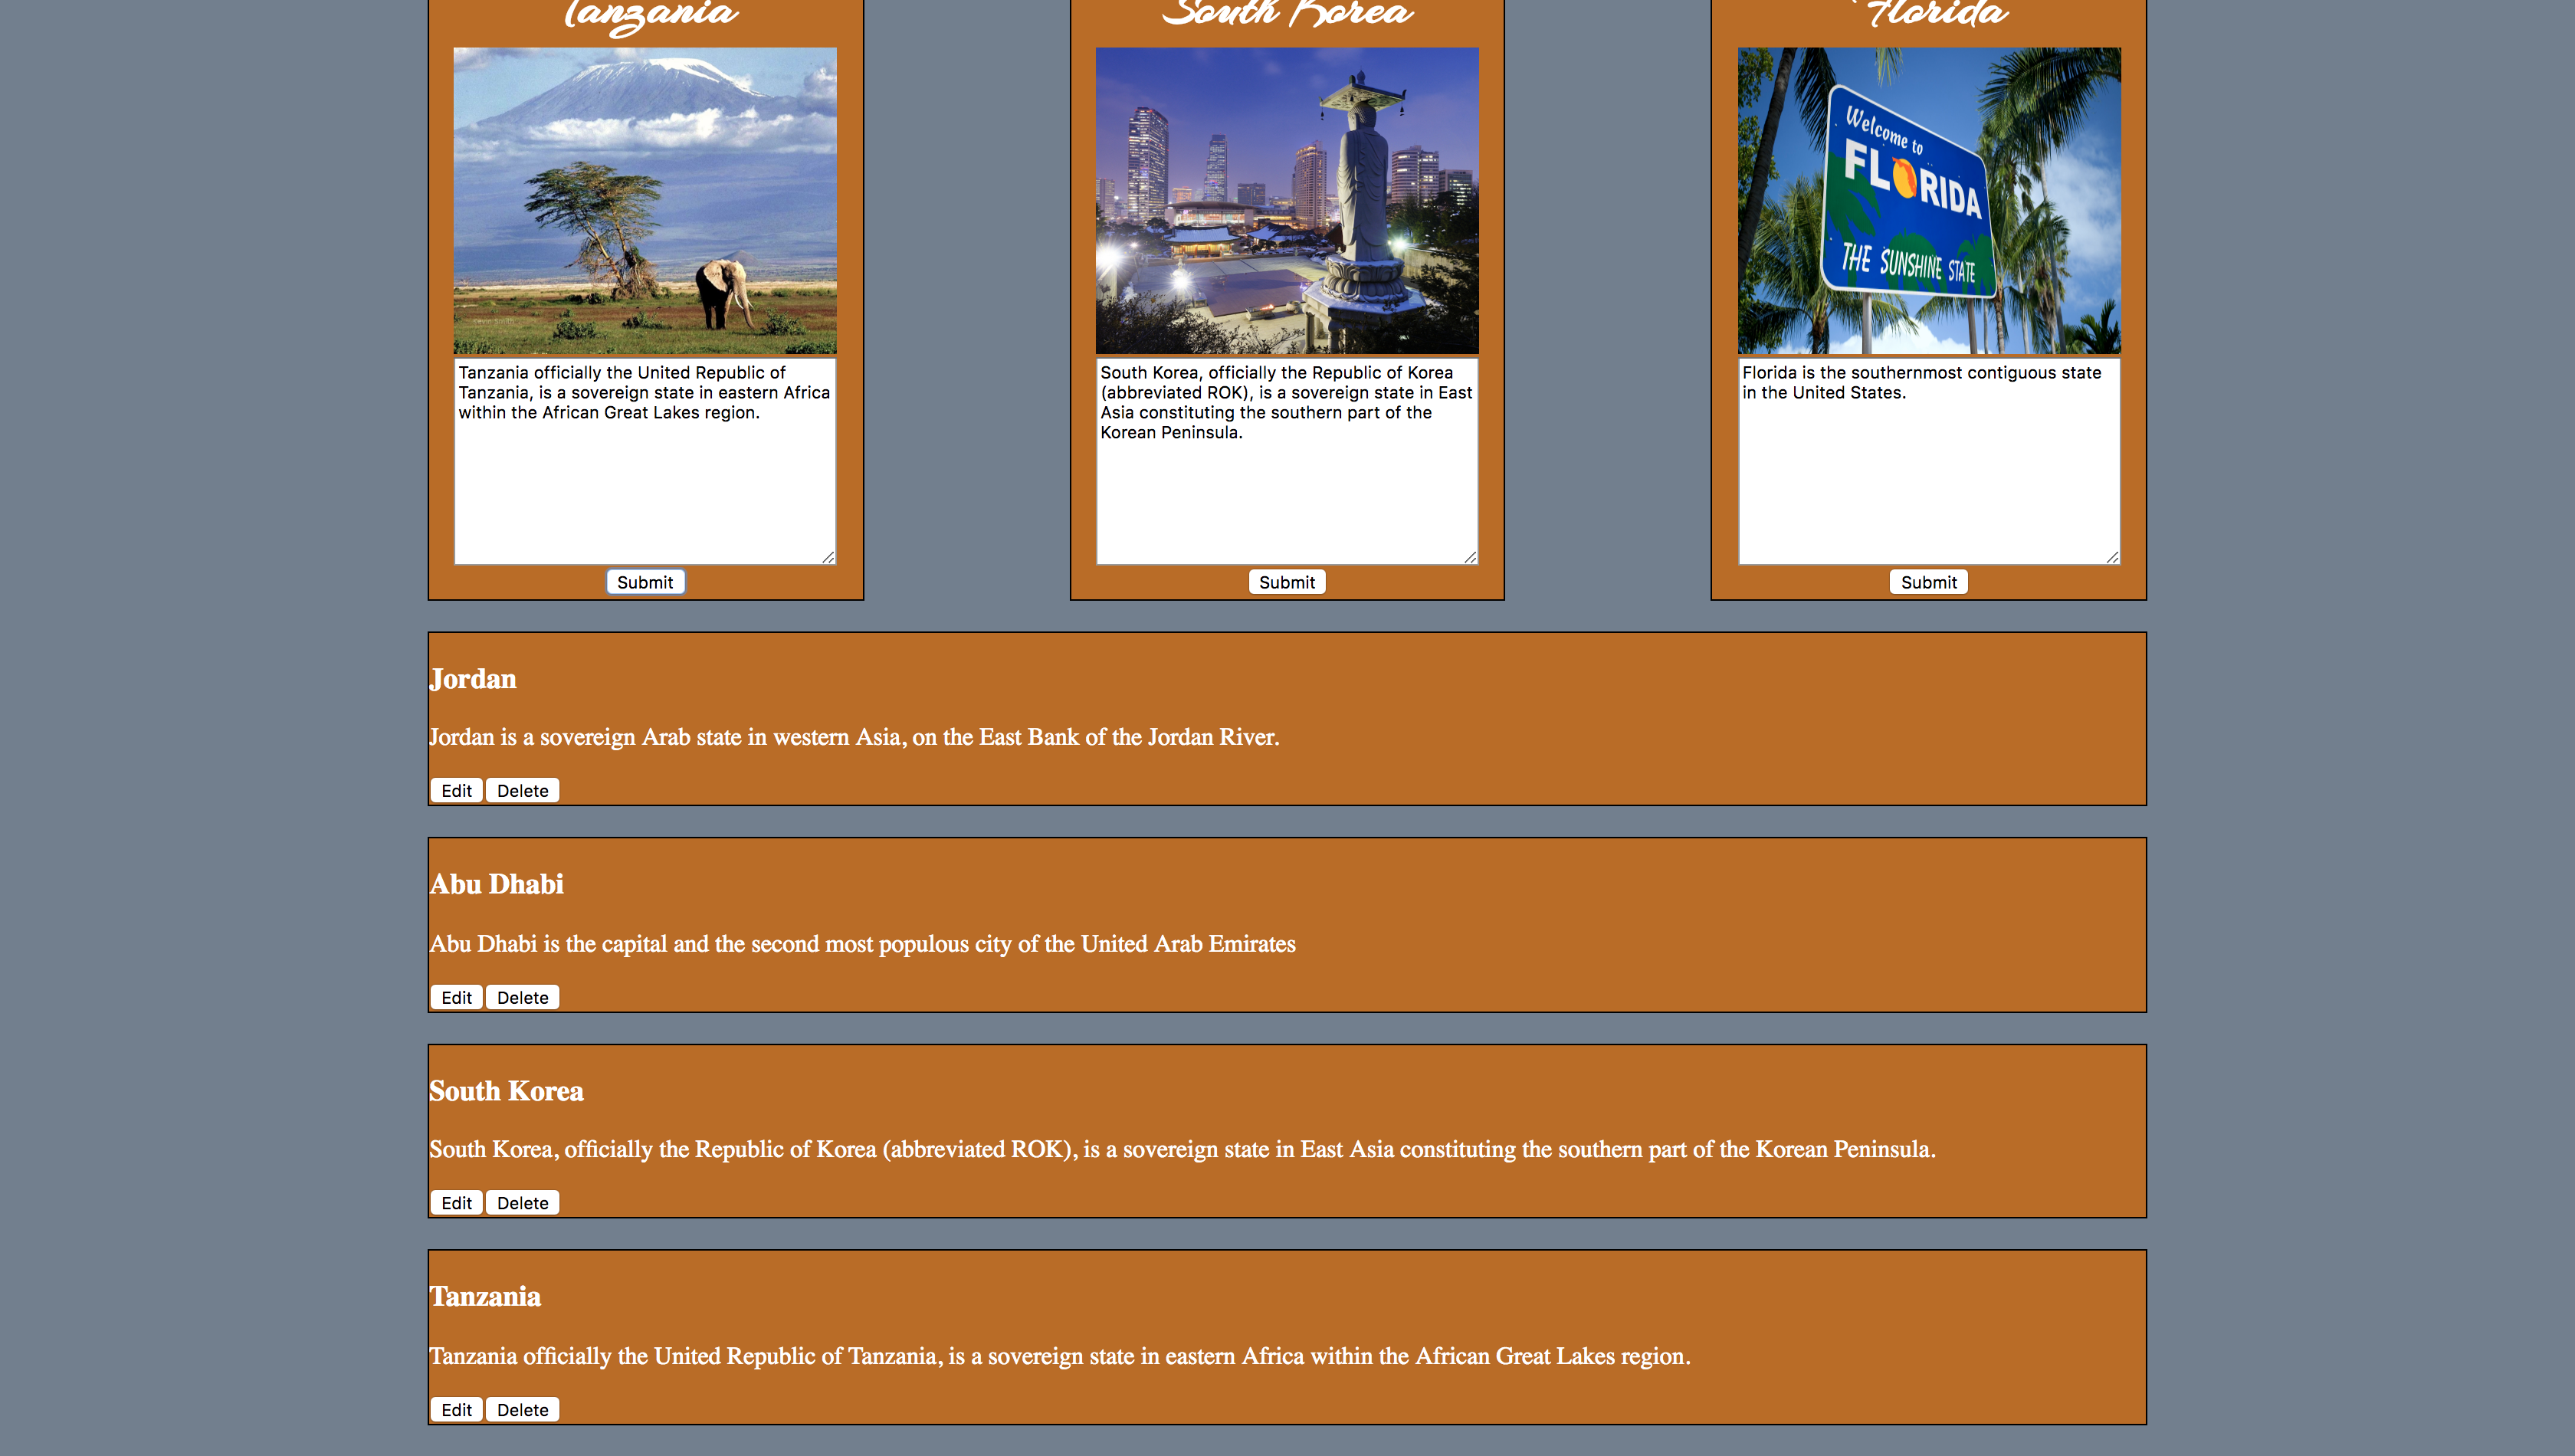 Tanzania
South Korea
Florida
Welcome to
FLORIDA
THE SUNSHINE STATE
Tanzania officially the United Republic of
Tanzania, is a sovereign state in eastern Africa
within the African Great Lakes region.
South Korea, officially the Republic of Korea
(abbreviated ROK), is a sovereign state in East
Asia constituting the southern part of the
Korean Peninsula.
Florida is the southernmost contiguous state
in the United States.
Submit
Submit
Submit
Jordan
Jordan is a sovereign Arab state in western Asia, on the East Bank of the Jordan River.
Edit Delete
Abu Dhabi
Abu Dhabi is the capital and the second most populous city of the United Arab Emirates
Edit Delete
South Korea
South Korea, officially the Republic of Korea (abbreviated ROK), is a sovereign state in East Asia constituting the southern part of the Korean Peninsula.
Edit Delete
Tanzania
Tanzania officially the United Republic of Tanzania, is a sovereign state in eastern Africa within the African Great Lakes region.
Edit Delete